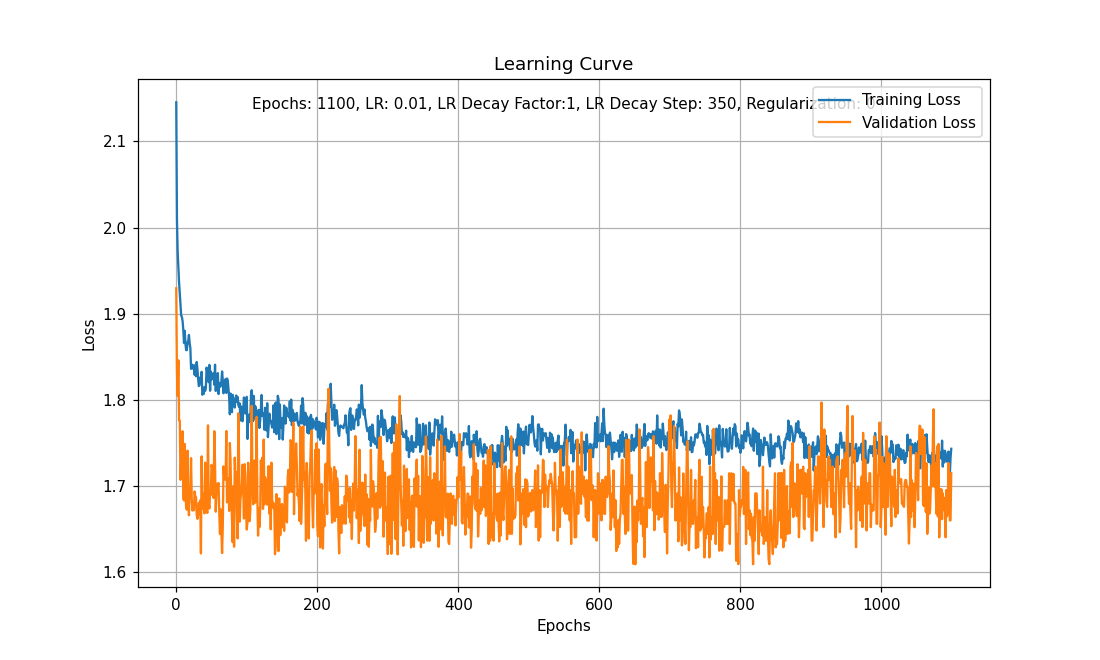 Learning Curve
Epochs: 1100, LR: 0.01, LR Decay Factor:1, LR Decay Step: 350, Regularization: 0
Training Loss
Validation Loss
2.1
2.0
1.9
1.8
1.7
1.6
Loss
0 200 400 600 800 1000
Epochs